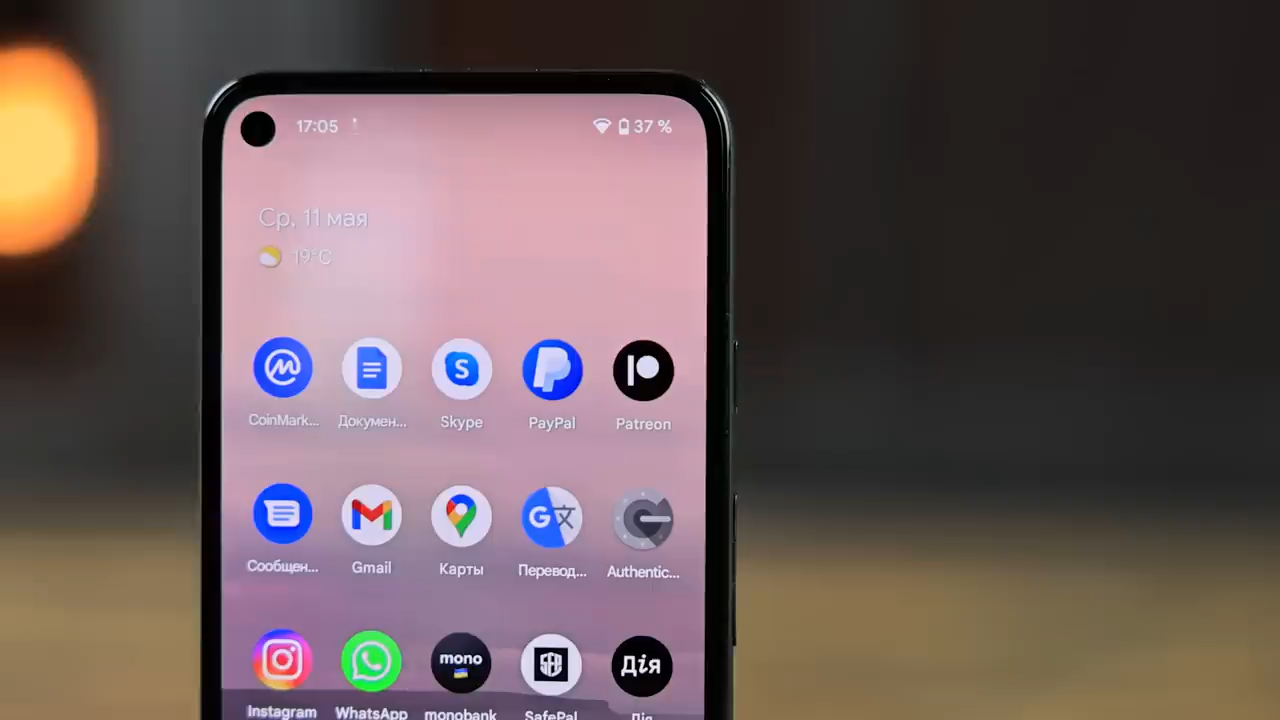 17:05 37 %
Ср, 11 мая
19°C
CoinMark... Докумен... Skype PayPal Patreon
Сообщен... Gmail Карты Перевод... Authentic...
mono Дія
Instagram WhatsApp monobank SafePal Дія